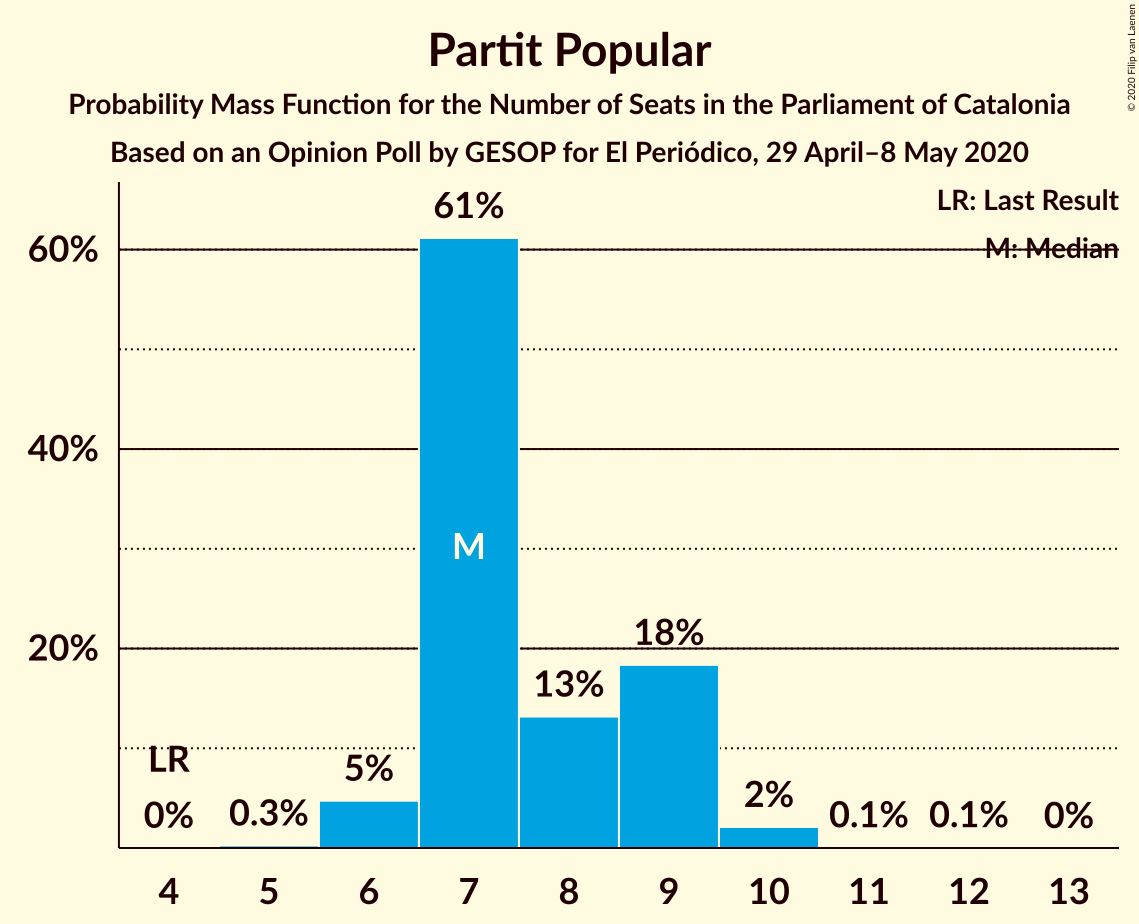 Partit Popular
Probability Mass Function for the Number of Seats in the Parliament of Catalonia
Based on an Opinion Poll by GESOP for El Periódico, 29 April–8 May 2020
© 2020 Filip van Laenen
LR: Last Result
M: Median
60%
40%
20%
61%
M
18%
13%
LR
5%
2%
0%
0.3%
0.1%
0.1%
0%
4 5 6 7 8 9 10 11 12 13